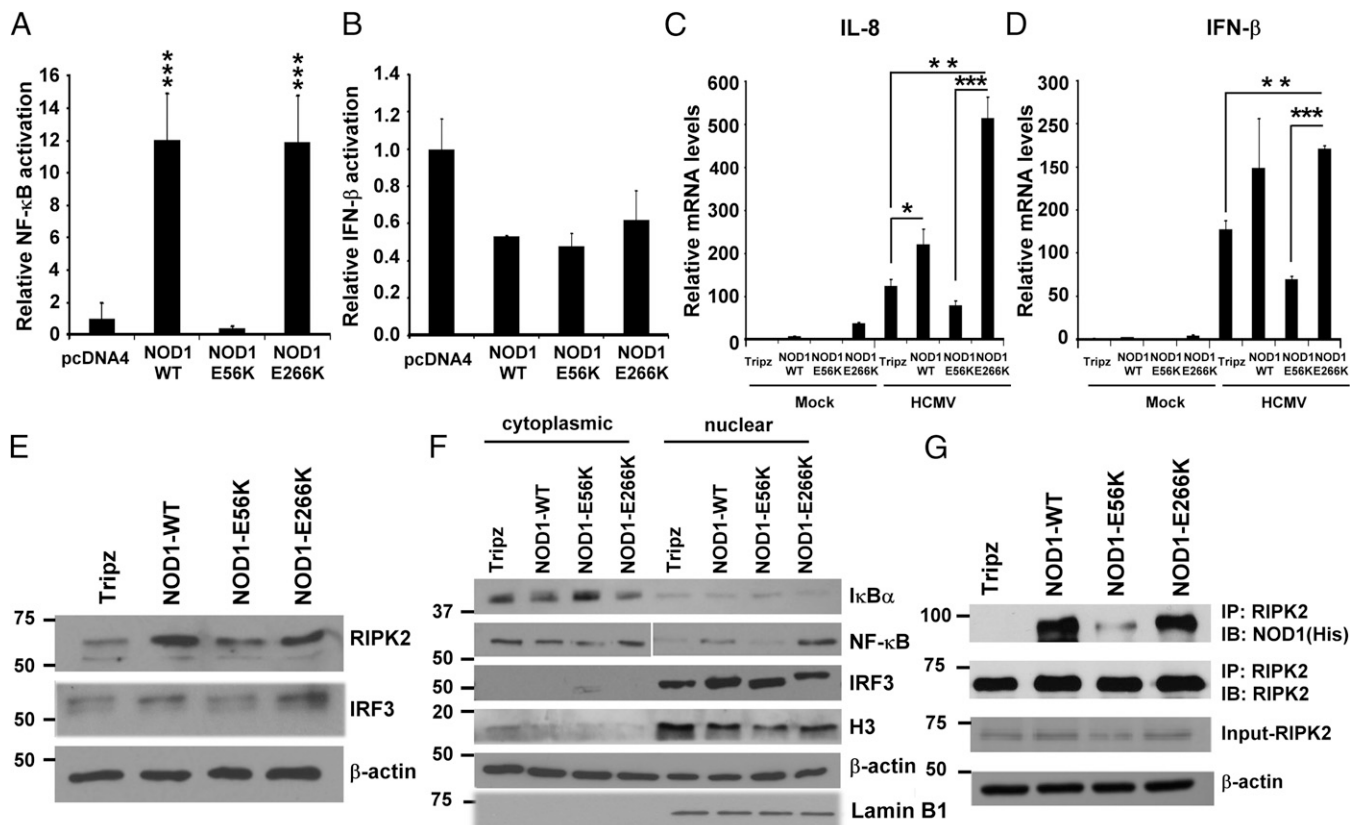 A
Relative NF-κB activation
16
14
12
10
8
6
4
2
0
***
***
pcDNA4
NOD1 WT
NOD1 E56K
NOD1 E266K
B
Relative IFN-β activation
1.4
1.2
1.0
0.8
0.6
0.4
0.2
0.0
pcDNA4
NOD1 WT
NOD1 E56K
NOD1 E266K
C
IL-8
Relative mRNA levels
600
500
400
300
200
100
0
* *
***
*
Tripz
NOD1 WT
NOD1 E56K
NOD1 E266K
Tripz
NOD1 WT
NOD1 E56K
NOD1 E266K
Mock
HCMV
D
IFN-β
Relative mRNA levels
300
250
150
200
100
50
0
* *
***
Tripz
NOD1 WT
NOD1 E56K
NOD1 E266K
Tripz
NOD1 WT
NOD1 E56K
NOD1 E266K
Mock
HCMV
E
Tripz
NOD1-WT
NOD1-E56K
NOD1-E266K
75
50
RIPK2
50
IRF3
50
β-actin
F
cytoplasmic
nuclear
Tripz
NOD1-WT
NOD1-E56K
NOD1-E266K
Tripz
NOD1-WT
NOD1-E56K
NOD1-E266K
37
IκBα
50
NF-κB
50
IRF3
20
H3
50
β-actin
75
Lamin B1
G
Tripz
NOD1-WT
NOD1-E56K
NOD1-E266K
100
IP: RIPK2
IB: NOD1(His)
75
IP: RIPK2
IB: RIPK2
75
Input-RIPK2
50
β-actin